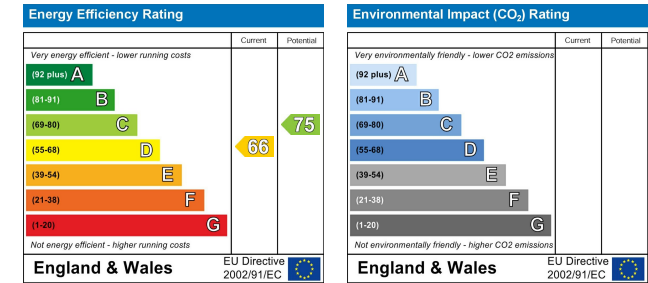 Energy Efficiency Rating
Current Potential
Very energy efficient - lower running costs
(92 plus) A
(81-91) B
(69-80) C 75
(55-68) D 66
(39-54) E
(21-38) F
(1-20) G
Not energy efficient - higher running costs
England & Wales
EU Directive
2002/91/EC
Environmental Impact (CO2) Rating
Current Potential
Very environmentally friendly - lower CO2 emissions
(92 plus) A
(81-91) B
(69-80) C
(55-68) D
(39-54) E
(21-38) F
(1-20) G
Not environmentally friendly - higher CO2 emissions
England & Wales
EU Directive
2002/91/EC